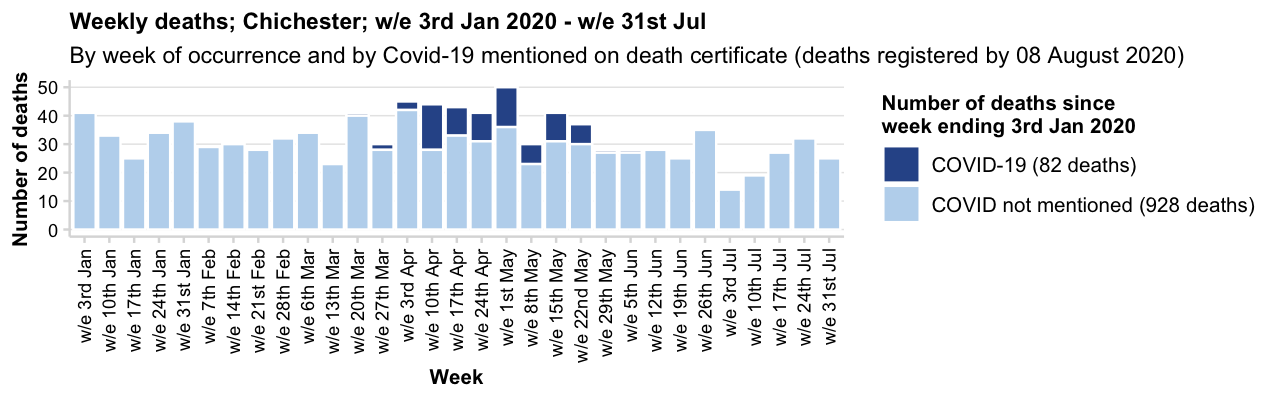 Weekly deaths; Chichester; w/e 3rd Jan 2020 - w/e 31st Jul
By week of occurrence and by Covid-19 mentioned on death certificate (deaths registered by 08 August 2020)
Number of deaths
50
40
30
20
10
0
w/e 3rd Jan
w/e 10th Jan
w/e 17th Jan
w/e 24th Jan
w/e 31st Jan
w/e 7th Feb
w/e 14th Feb
w/e 21st Feb
w/e 28th Feb
w/e 6th Mar
w/e 13th Mar
w/e 20th Mar
w/e 27th Mar
w/e 3rd Apr
w/e 10th Apr
w/e 17th Apr
w/e 24th Apr
w/e 1st May
w/e 8th May
w/e 15th May
w/e 22nd May
w/e 29th May
w/e 5th Jun
w/e 12th Jun
w/e 19th Jun
w/e 26th Jun
w/e 3rd Jul
w/e 10th Jul
w/e 17th Jul
w/e 24th Jul
w/e 31st Jul
Week
Number of deaths since
week ending 3rd Jan 2020
COVID-19 (82 deaths)
COVID not mentioned (928 deaths)